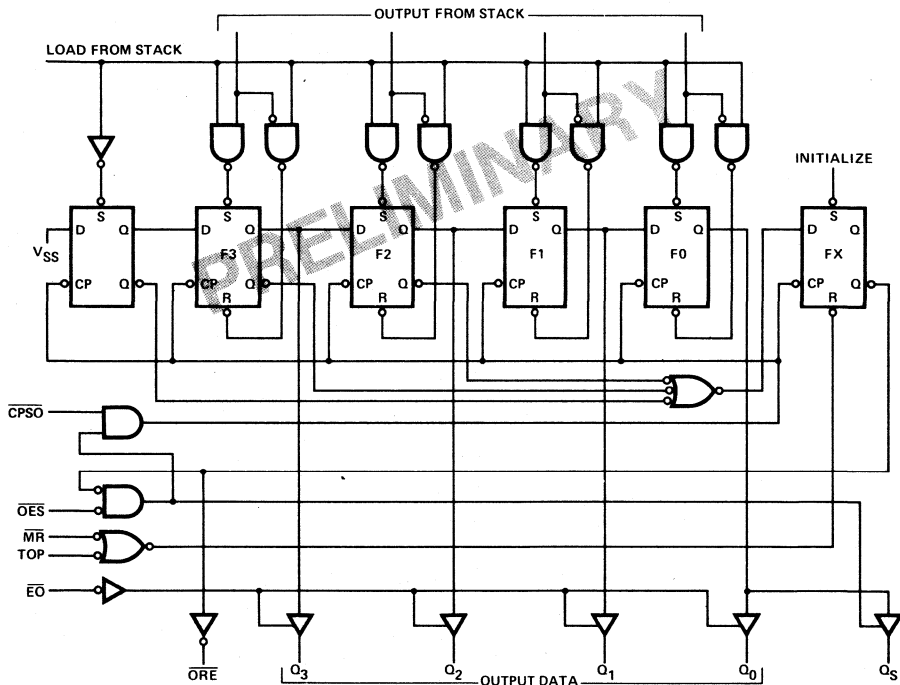 OUTPUT FROM STACK
LOAD FROM STACK
PRELIMINARY
INITIALIZE
S S S S S S
D Q D Q D Q D Q D Q D
VSS
F3 F2 F1 F0 FX
CP Q CP Q CP Q CP CP CP Q
R R R R R
CPSO
OES
MR
TOP
EO
ORE Q3 Q2 Q1 Q0 QS
OUTPUT DATA